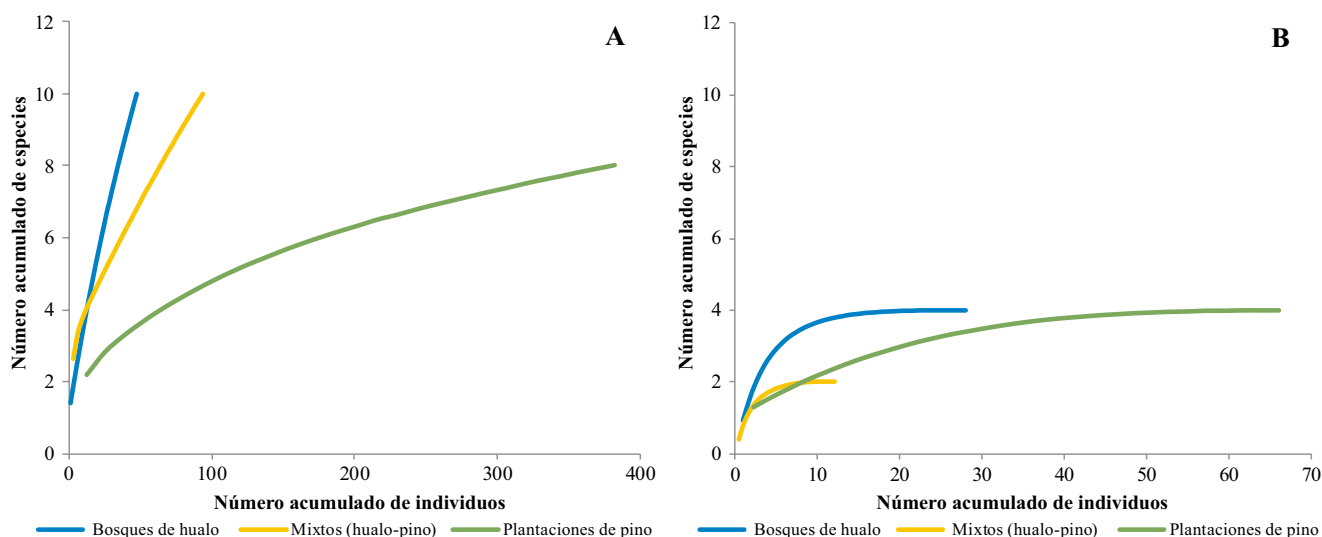 A
Número acumulado de especies
12
10
8
6
4
2
0
0 100 200 300 400
Número acumulado de individuos
Bosques de hualo Mixtos (hualo-pino) Plantaciones de pino
B
Número acumulado de especies
12
10
8
6
4
2
0
0 10 20 30 40 50 60 70
Número acumulado de individuos
Bosques de hualo Mixtos (hualo-pino) Plantaciones de pino